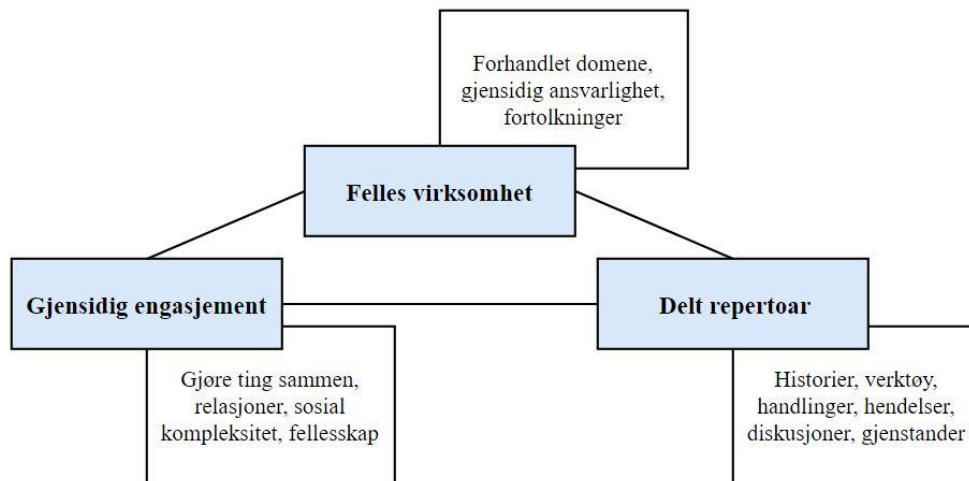 Forhandlet domene,
gjensidig ansvarlighet,
fortolkninger
Felles virksomhet
Gjensidig engasjement
Delt repertoar
Gjøre ting sammen,
relasjoner, sosial
kompleksitet, fellesskap
Historier, verktøy,
handlinger, hendelser,
diskusjoner, gjenstander